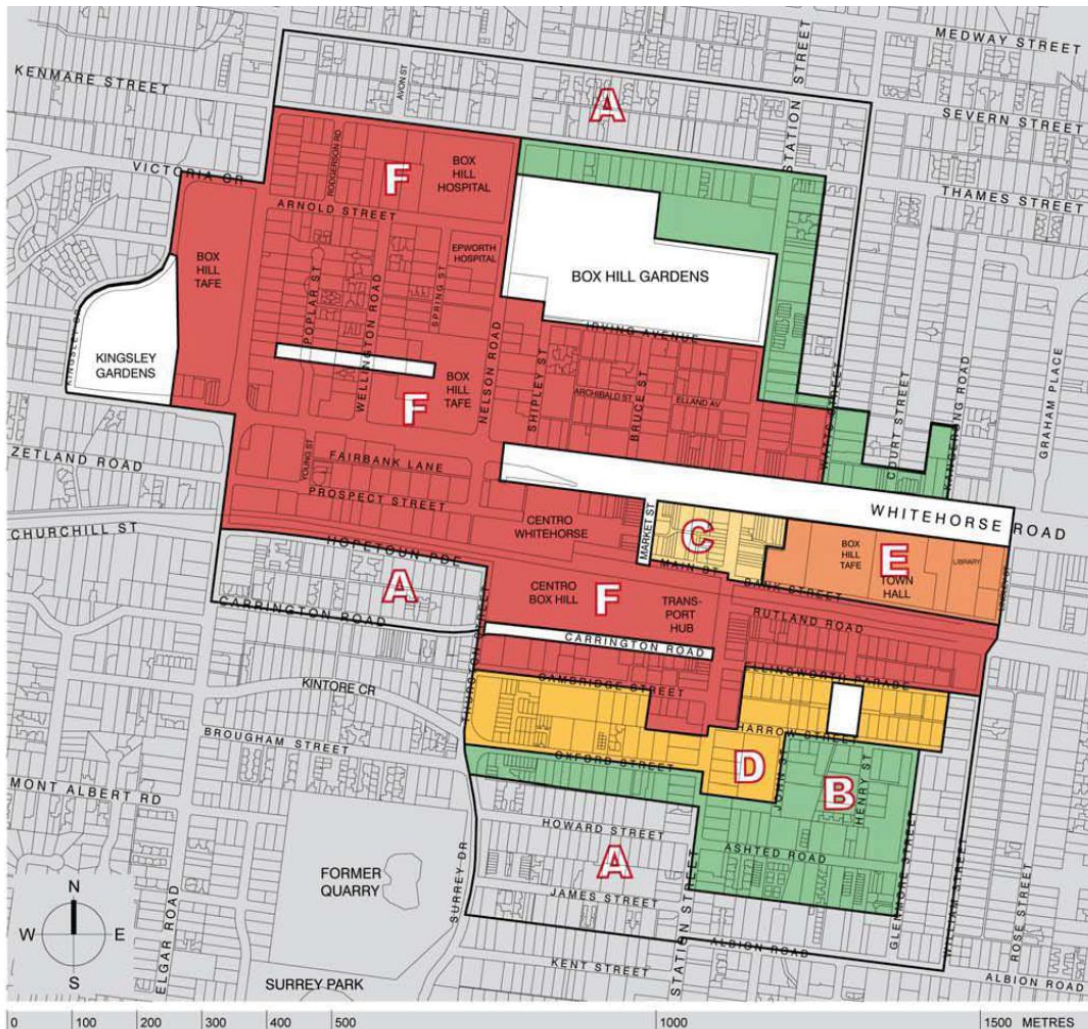 MEDWAY STREET
KENMARE STREET
AVON ST
A
STATION STREET
SEVERN STREET
VICTORIA CR
RODGERSON RD
F
BOX
HILL
HOSPITAL
THAMES STREET
ARNOLD STREET
BOX
HILL
TAFE
EPWORTH
HOSPITAL
BOX HILL GARDENS
POPLAR ST
WELLINGTON ROAD
SPRING ST
NELSON ROAD
IRVING AVENUE
KINGSLEY
GARDENS
BOX
HILL
TAFE
SHIPLEY ST
ARCHIBALD ST
BRUCE ST
ELLAND AV
COURT STREET
GRAHAM PLACE
F
ZETLAND ROAD
YOUNG ST
FAIRBANK LANE
PROSPECT STREET
WHITEHORSE ROAD
CHURCHILL ST
CENTRO
WHITEHORSE
MARKET ST
C
BOX
HILL
TAFE
E
TOWN
HALL
LIBRARY
HOPETOUN PDE
MAIN ST
BANK STREET
A
CENTRO
BOX HILL
F
TRANS-
PORT
HUB
RUTLAND ROAD
CARRINGTON ROAD
CARRINGTON ROAD
KINTORE CR
CAMBRIDGE STREET
BROUGHAM STREET
HARROW STREET
OXFORD STREET
D
B
JOHN ST
HENRY ST
MONT ALBERT RD
HOWARD STREET
ASHTED ROAD
A
FORMER
QUARRY
SURREY DR
JAMES STREET
STATION STREET
GLENMORE STREET
WILLIAM STREET
ROSE STREET
N
W E
S
ELGAR ROAD
SURREY PARK
KENT STREET
ALBION ROAD
ALBION ROAD
0 100 200 300 400 500 1000 1500 METRES